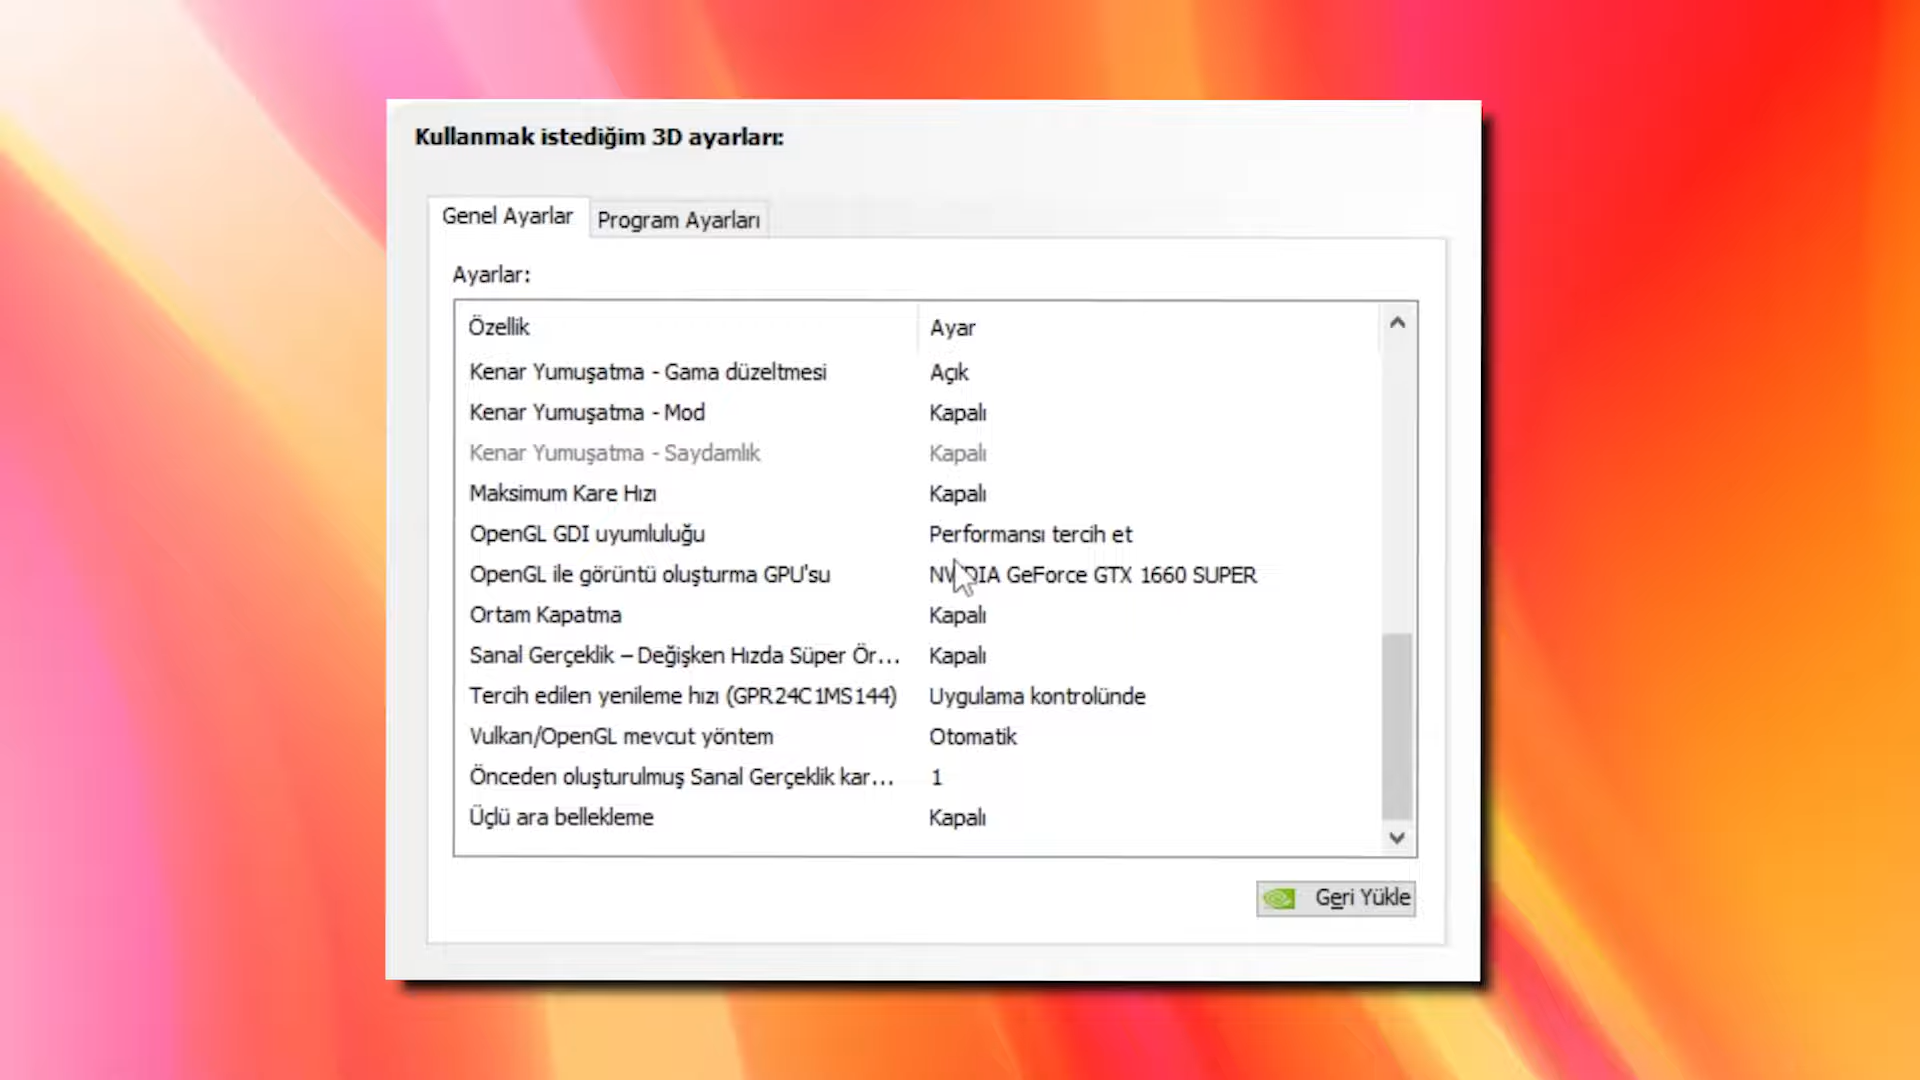 Kullanmak istediğim 3D ayarları:
Genel Ayarlar Program Ayarları
Ayarlar:
Özellik Ayar
Kenar Yumuşatma - Gama düzeltmesi Açık
Kenar Yumuşatma - Mod Kapalı
Kenar Yumuşatma - Saydamlık Kapalı
Maksimum Kare Hızı Kapalı
OpenGL GDI uyumluluğu Performansı tercih et
OpenGL ile görüntü oluşturma GPU'su NVIDIA GeForce GTX 1660 SUPER
Ortam Kapatma Kapalı
Sanal Gerçeklik – Değişken Hızda Süper Ör... Kapalı
Tercih edilen yenileme hızı (GPR24C1MS144) Uygulama kontrolünde
Vulkan/OpenGL mevcut yöntem Otomatik
Önceden oluşturulmuş Sanal Gerçeklik kar... 1
Üçlü ara bellekleme Kapalı
Geri Yükle